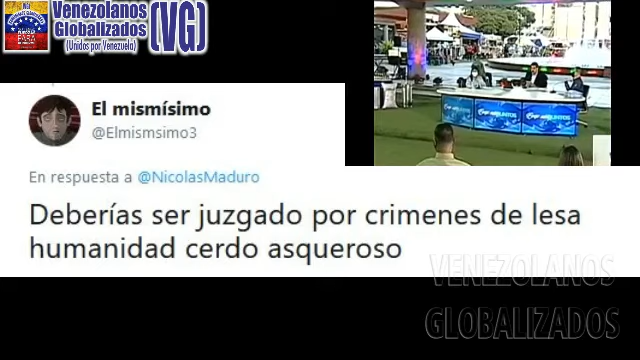 Venezolanos
Globalizados
(Unidos por Venezuela)
(VG)
El mismísimo
@Elmismsimo3
En respuesta a @NicolasMaduro
Deberías ser juzgado por crimenes de lesa
humanidad cerdo asqueroso
VENEZOLANOS
GLOBALIZADOS